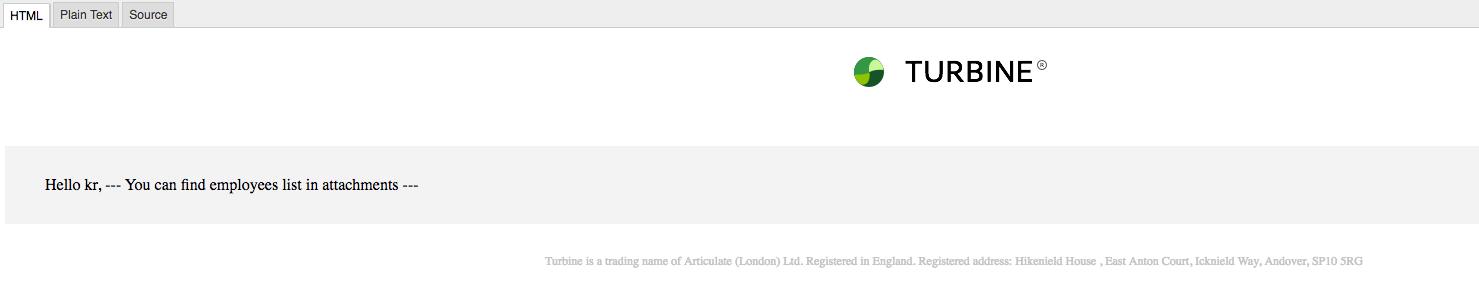 HTML Plain Text Source
TURBINE®
Hello kr, --- You can find employees list in attachments ---
Turbine is a trading name of Articulate (London) Ltd. Registered in England. Registered address: Hikenield House , East Anton Court, Icknield Way, Andover, SP10 5RG